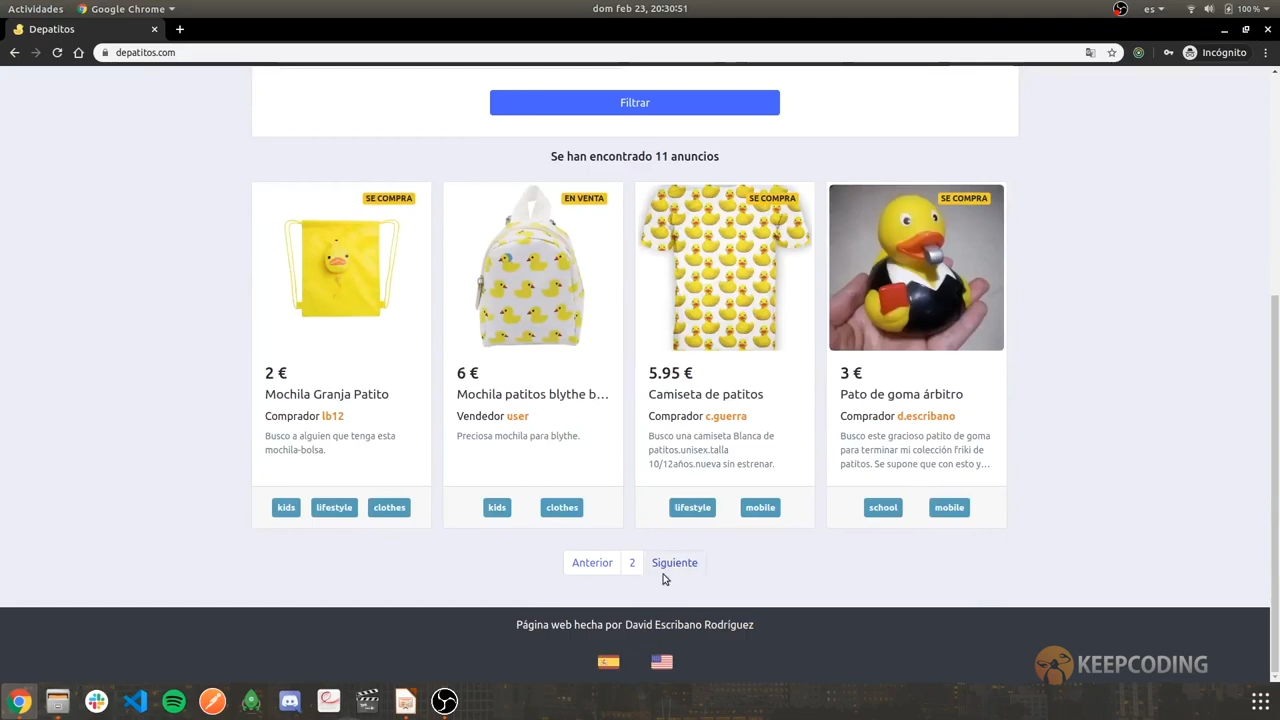 Actividades
Google Chrome
dom feb 23, 20:30:51
es
100 %
Depatitos
depatitos.com
Incógnito
Filtrar
Se han encontrado 11 anuncios
SE COMPRA
EN VENTA
SE COMPRA
SE COMPRA
2 €
Mochila Granja Patito
Comprador lb12
Busco a alguien que tenga esta
mochila-bolsa.
kids lifestyle clothes
6 €
Mochila patitos blythe b...
Vendedor user
Preciosa mochila para blythe.
kids clothes
5.95 €
Camiseta de patitos
Comprador c.guerra
Busco una camiseta Blanca de
patitos.unisex.talla
10/12años.nueva sin estrenar.
lifestyle mobile
3 €
Pato de goma árbitro
Comprador d.escribano
Busco este gracioso patito de goma
para terminar mi colección friki de
patitos. Se supone que con esto y...
school mobile
Anterior 2 Siguiente
Página web hecha por David Escribano Rodríguez
KEEPCODING